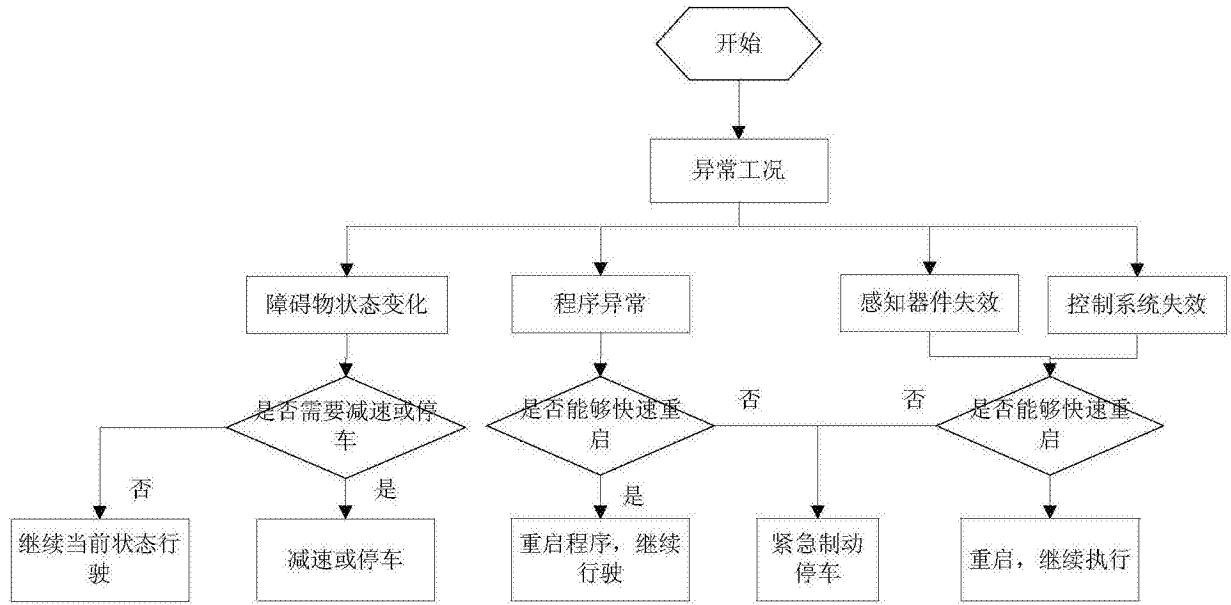 开始
异常工况
障碍物状态变化
程序异常
感知器件失效
控制系统失效
是否需要减速或停
车
是否能够快速重
启
否
否
是否能够快速重
启
否
是
是
继续当前状态行
驶
减速或停车
重启程序，继续
行驶
紧急制动
停车
重启，继续执行